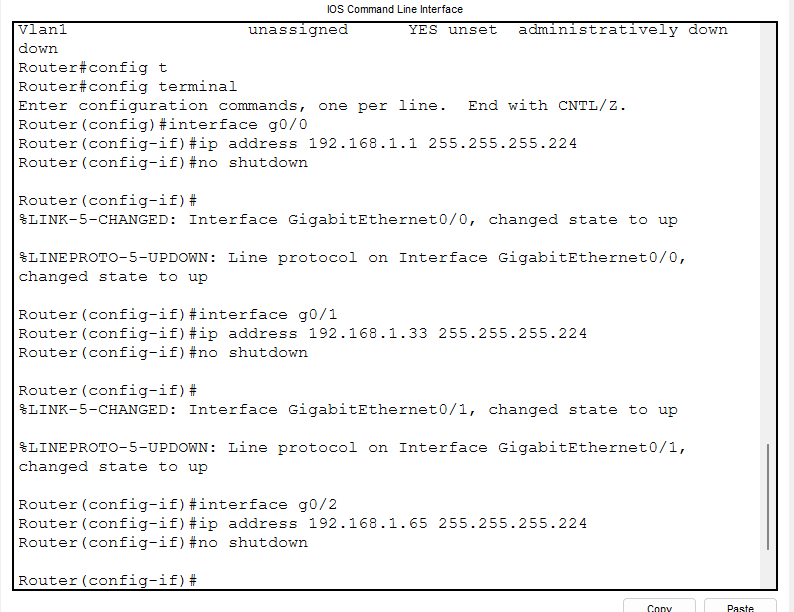 IOS Command Line Interface
Vlan1                  unassigned      YES unset  administratively down
down
Router#config t
Router#config terminal
Enter configuration commands, one per line.  End with CNTL/Z.
Router(config)#interface g0/0
Router(config-if)#ip address 192.168.1.1 255.255.255.224
Router(config-if)#no shutdown

Router(config-if)#
%LINK-5-CHANGED: Interface GigabitEthernet0/0, changed state to up

%LINEPROTO-5-UPDOWN: Line protocol on Interface GigabitEthernet0/0,
changed state to up

Router(config-if)#interface g0/1
Router(config-if)#ip address 192.168.1.33 255.255.255.224
Router(config-if)#no shutdown

Router(config-if)#
%LINK-5-CHANGED: Interface GigabitEthernet0/1, changed state to up

%LINEPROTO-5-UPDOWN: Line protocol on Interface GigabitEthernet0/1,
changed state to up

Router(config-if)#interface g0/2
Router(config-if)#ip address 192.168.1.65 255.255.255.224
Router(config-if)#no shutdown

Router(config-if)#
Copy Paste